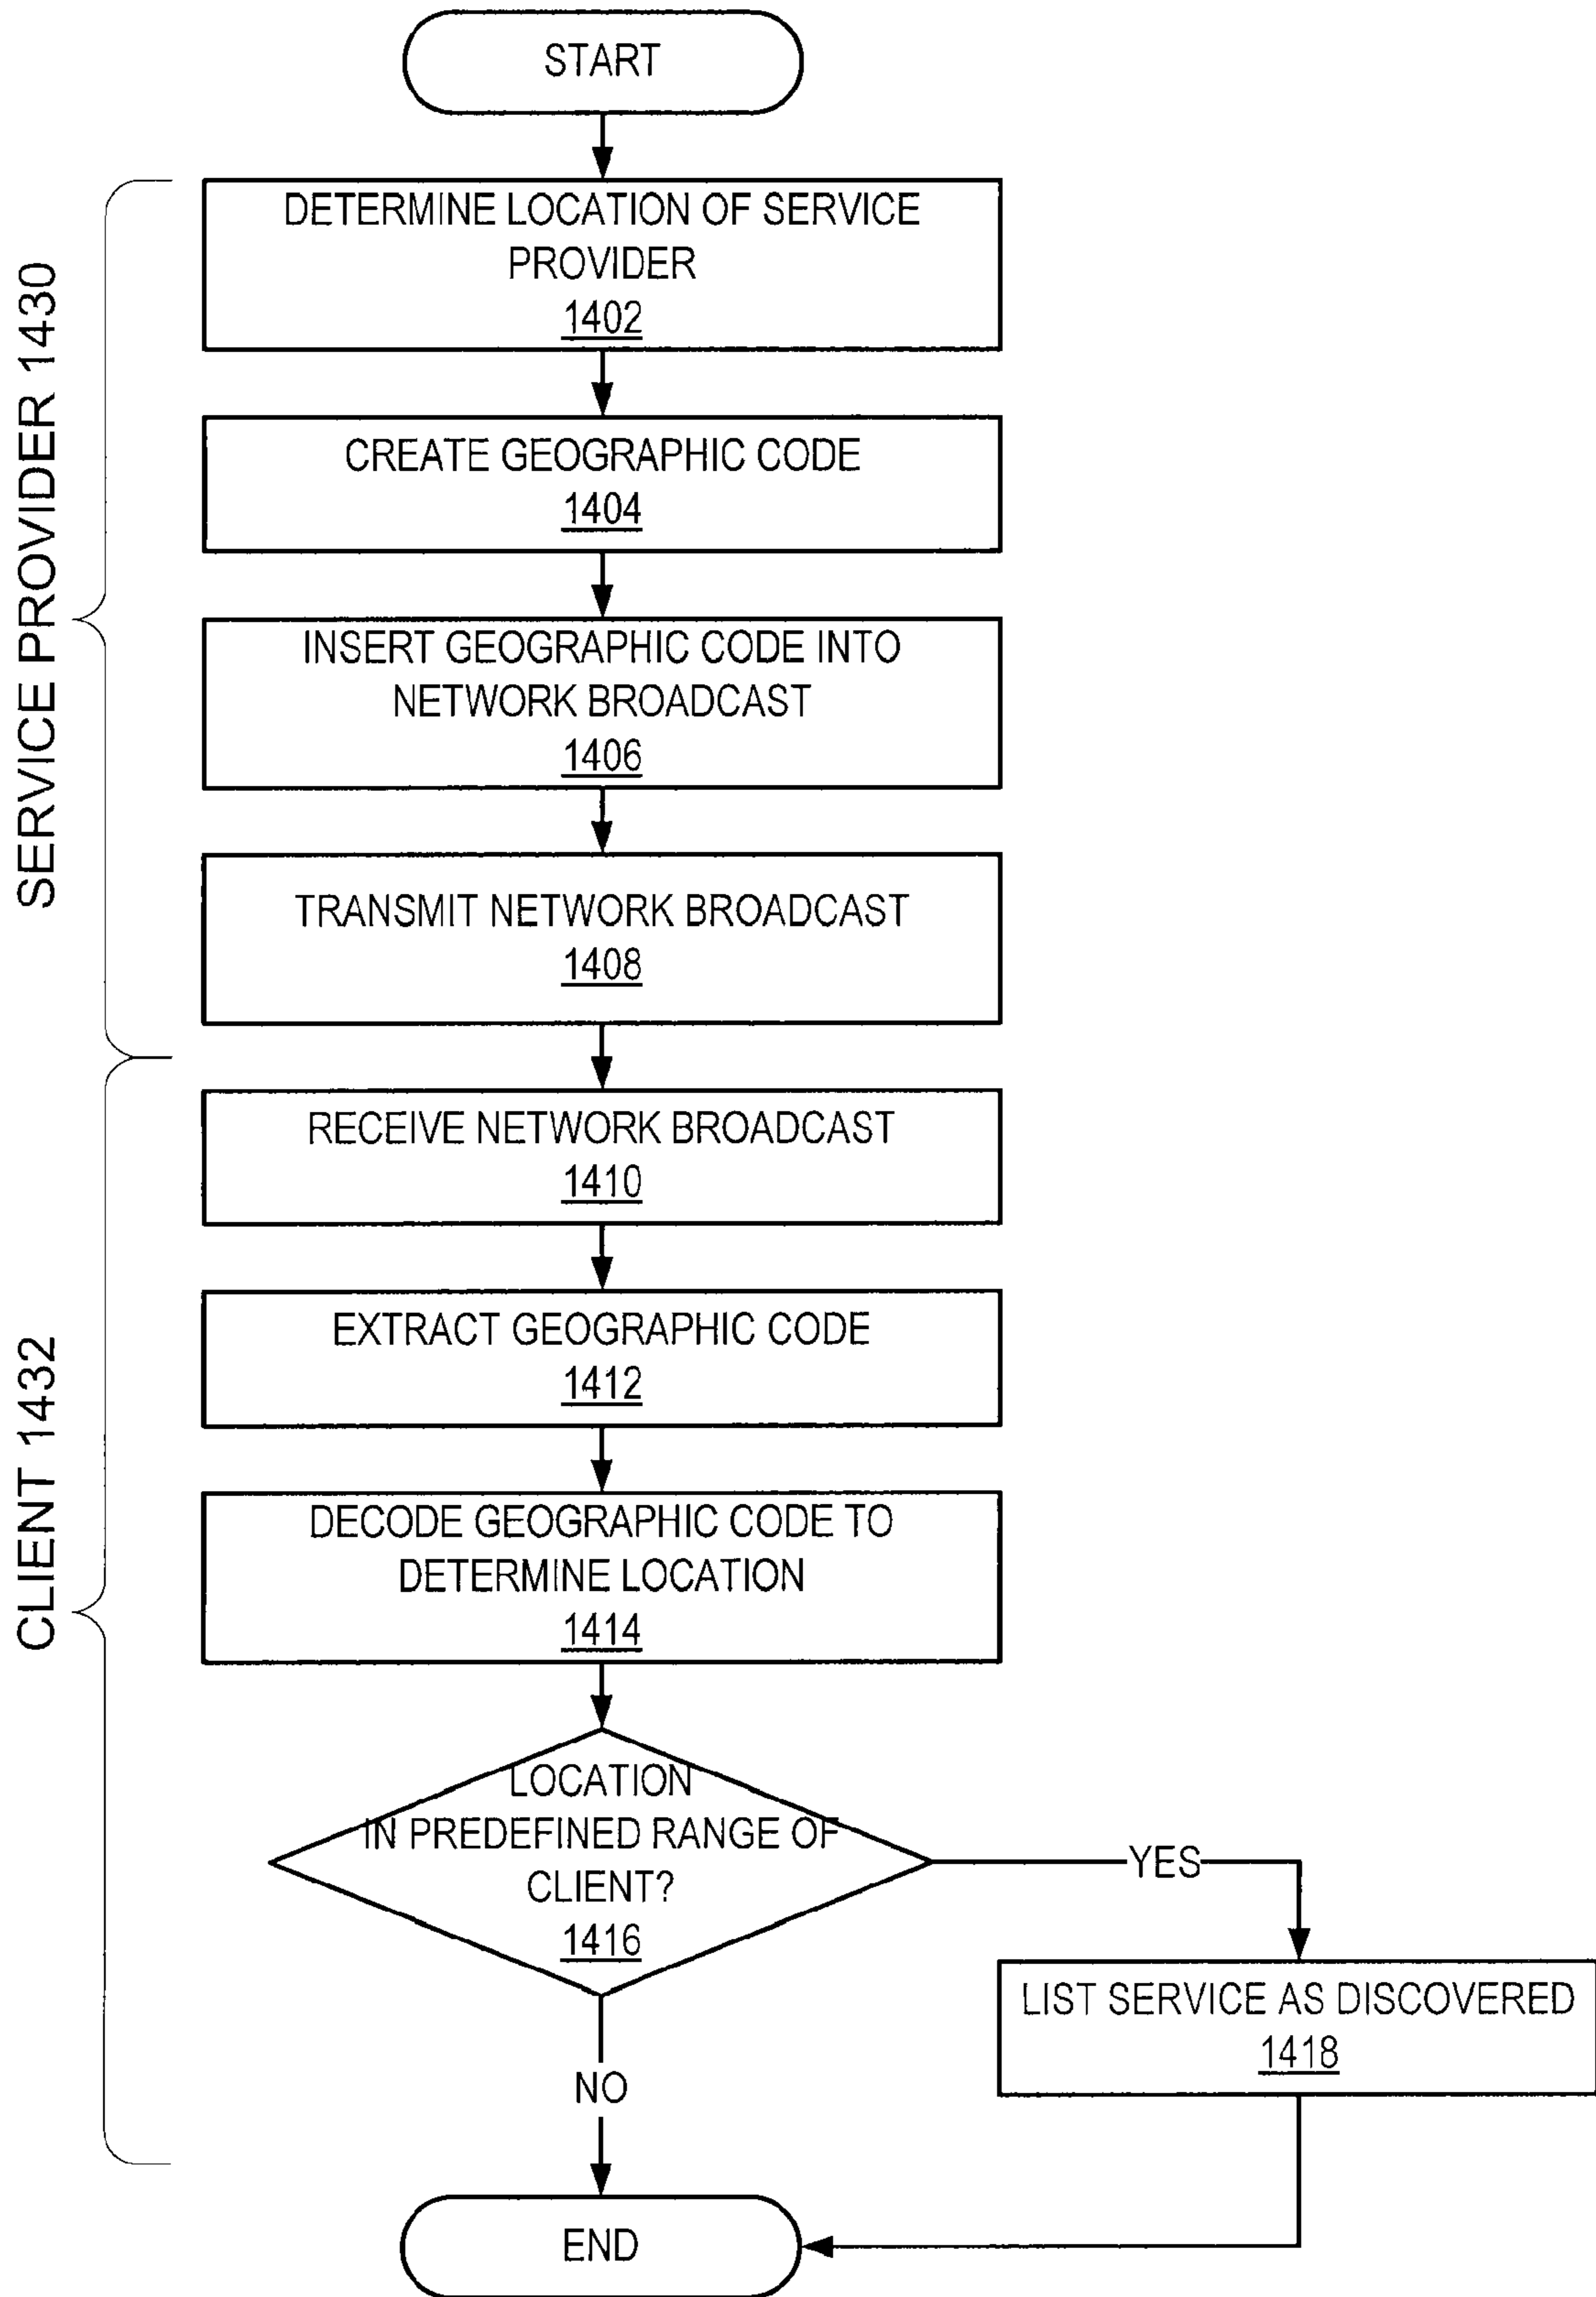 START
SERVICE PROVIDER 1430
DETERMINE LOCATION OF SERVICE
PROVIDER
1402
CREATE GEOGRAPHIC CODE
1404
INSERT GEOGRAPHIC CODE INTO
NETWORK BROADCAST
1406
TRANSMIT NETWORK BROADCAST
1408
CLIENT 1432
RECEIVE NETWORK BROADCAST
1410
EXTRACT GEOGRAPHIC CODE
1412
DECODE GEOGRAPHIC CODE TO
DETERMINE LOCATION
1414
LOCATION
IN PREDEFINED RANGE OF
CLIENT?
1416
YES
LIST SERVICE AS DISCOVERED
1418
NO
END